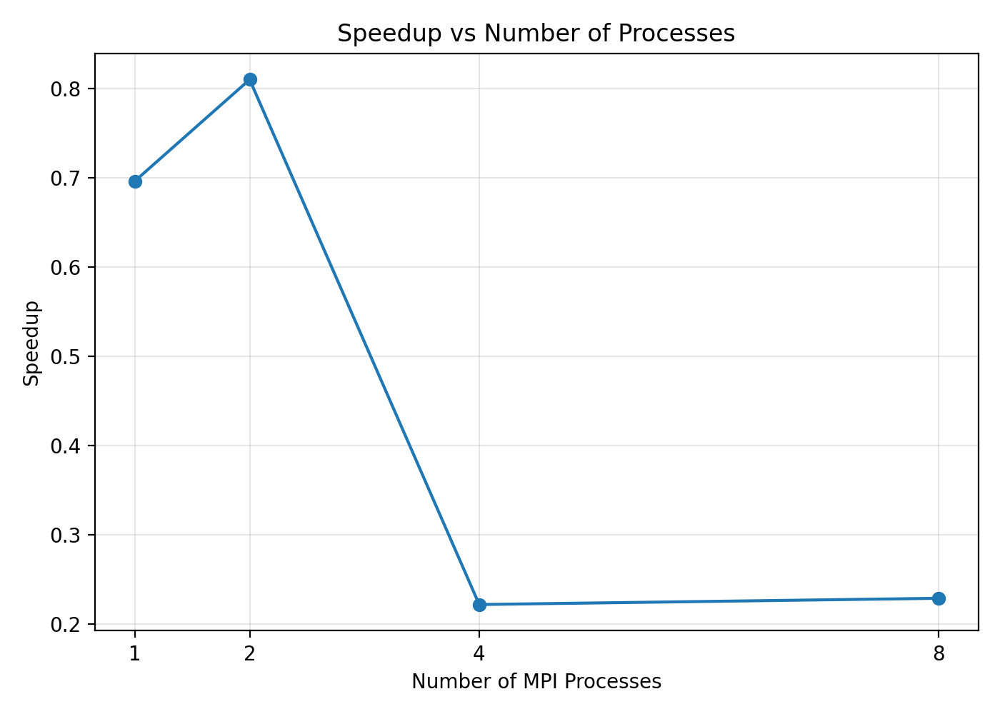 Speedup vs Number of Processes
0.8
0.7
0.6
0.5
0.4
0.3
0.2
Speedup
1 2 4 8
Number of MPI Processes